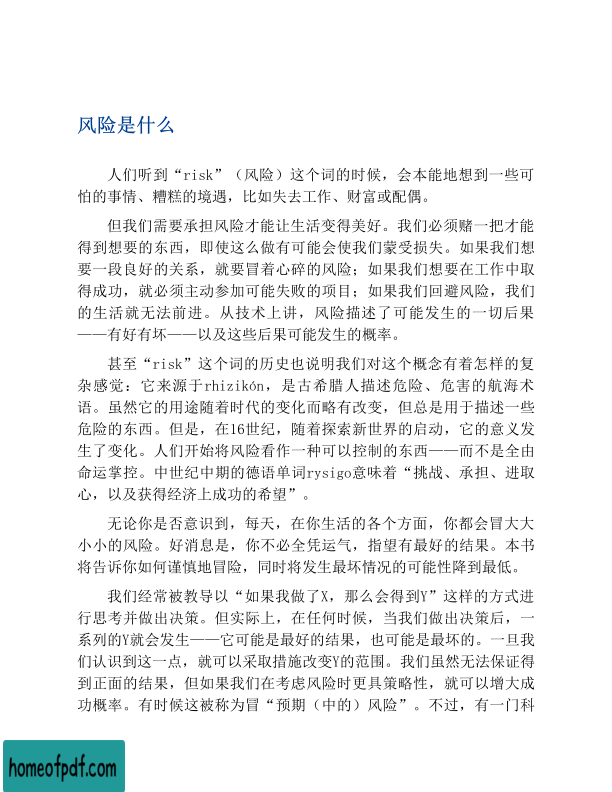 风险是什么
人们听到“risk”（风险）这个词的时候，会本能地想到一些可
怕的事情、糟糕的境遇，比如失去工作、财富或配偶。
但我们需要承担风险才能让生活变得美好。我们必须赌一把才能
得到想要的东西，即使这么做有可能会使我们蒙受损失。如果我们想
要一段良好的关系，就要冒着心碎的风险；如果我们想要在工作中取
得成功，就必须主动参加可能失败的项目；如果我们回避风险，我们
的生活就无法前进。从技术上讲，风险描述了可能发生的一切后果
——有好有坏——以及这些后果可能发生的概率。
甚至“risk”这个词的历史也说明我们对这个概念有着怎样的复
杂感觉：它来源于rhizikón，是古希腊人描述危险、危害的航海术
语。虽然它的用途随着时代的变化而略有改变，但总是用于描述一些
危险的东西。但是，在16世纪，随着探索新世界的启动，它的意义发
生了变化。人们开始将风险看作一种可以控制的东西——而不是全由
命运掌控。中世纪中期的德语单词rysigo意味着“挑战、承担、进取
心，以及获得经济上成功的希望”。
无论你是否意识到，每天，在你生活的各个方面，你都会冒大大
小小的风险。好消息是，你不必全凭运气，指望有最好的结果。本书
将告诉你如何谨慎地冒险，同时将发生最坏情况的可能性降到最低。
我们经常被教导以“如果我做了X，那么会得到Y”这样的方式进
行思考并做出决策。但实际上，在任何时候，当我们做出决策后，一
系列的Y就会发生——它可能是最好的结果，也可能是最坏的。一旦我
们认识到这一点，就可以采取措施改变Y的范围。我们虽然无法保证得
到正面的结果，但如果我们在考虑风险时更具策略性，就可以增大成
功概率。有时候这被称为冒“预期（中的）风险”。不过，有一门科
homeofpdf.com